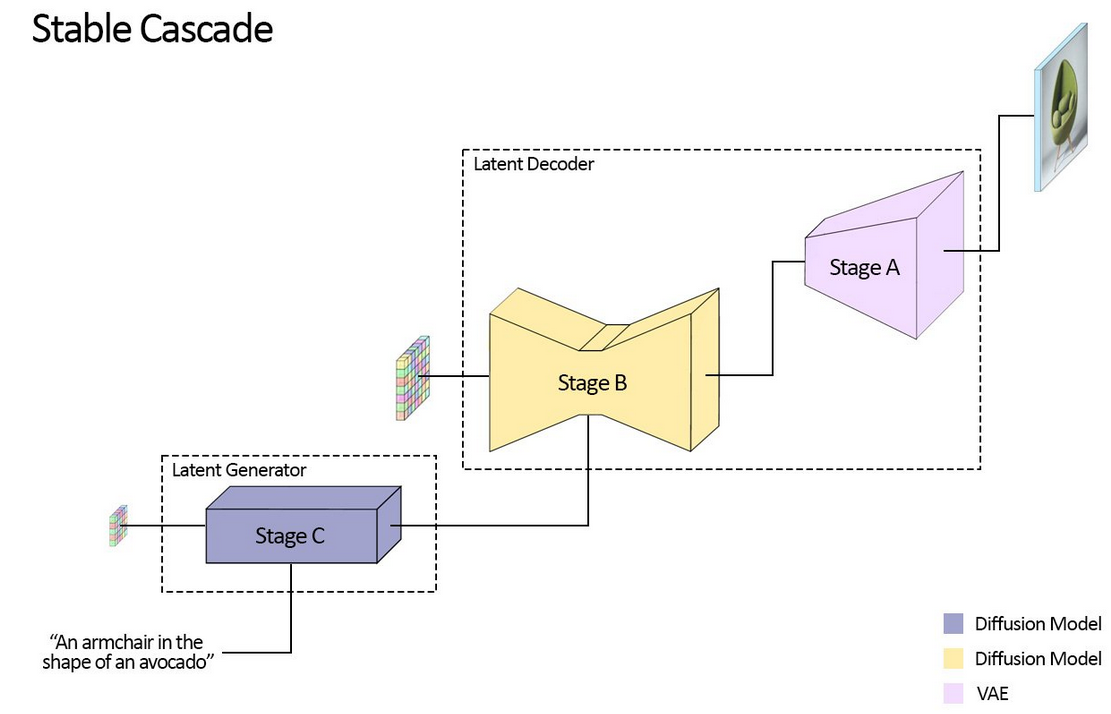 Stable Cascade
Latent Decoder
Stage A
Stage B
Latent Generator
Stage C
“An armchair in the
shape of an avocado”
Diffusion Model
Diffusion Model
VAE